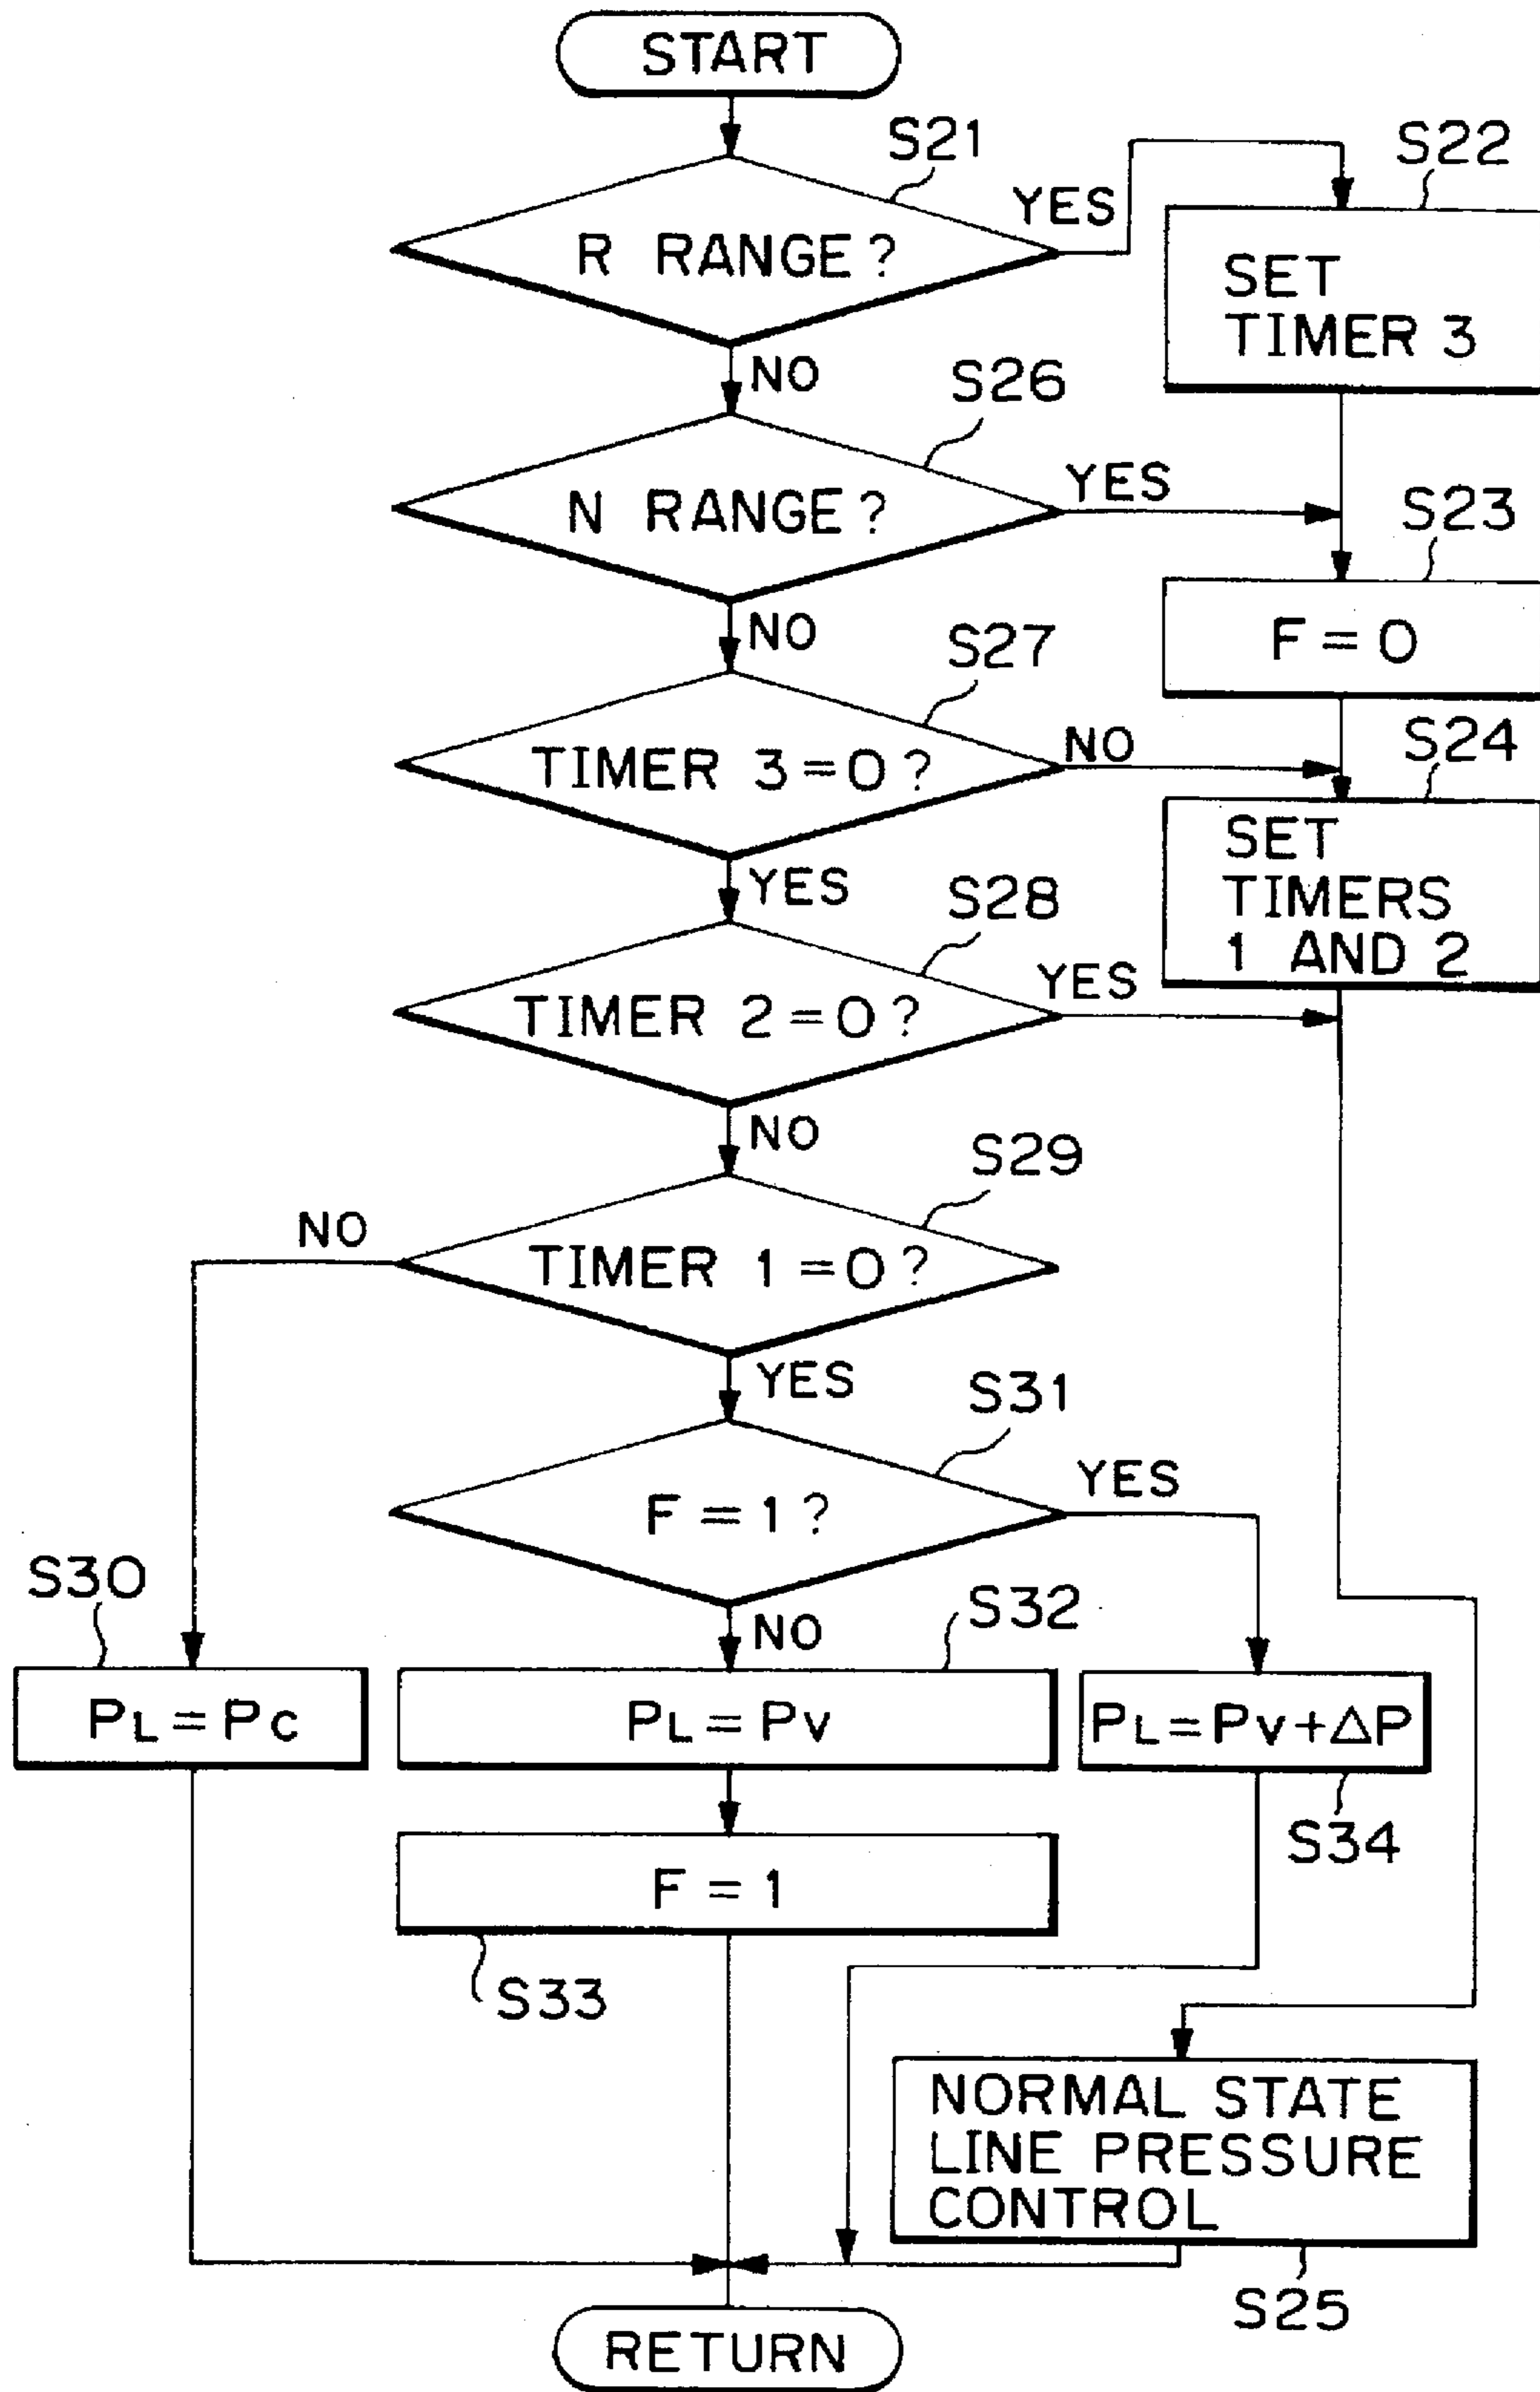 START
S21
YES
S22
R RANGE?
SET
TIMER 3
NO
S26
YES
N RANGE?
S23
NO
F = 0
S27
NO
S24
TIMER 3 = 0?
SET
TIMERS
1 AND 2
YES
S28
YES
TIMER 2 = 0?
NO
S29
NO
TIMER 1 = 0?
YES
S31
YES
F = 1?
S30
S32
NO
PL = PC
PL = PV
PL = PV + ΔP
S34
F = 1
S33
NORMAL STATE
LINE PRESSURE
CONTROL
S25
RETURN